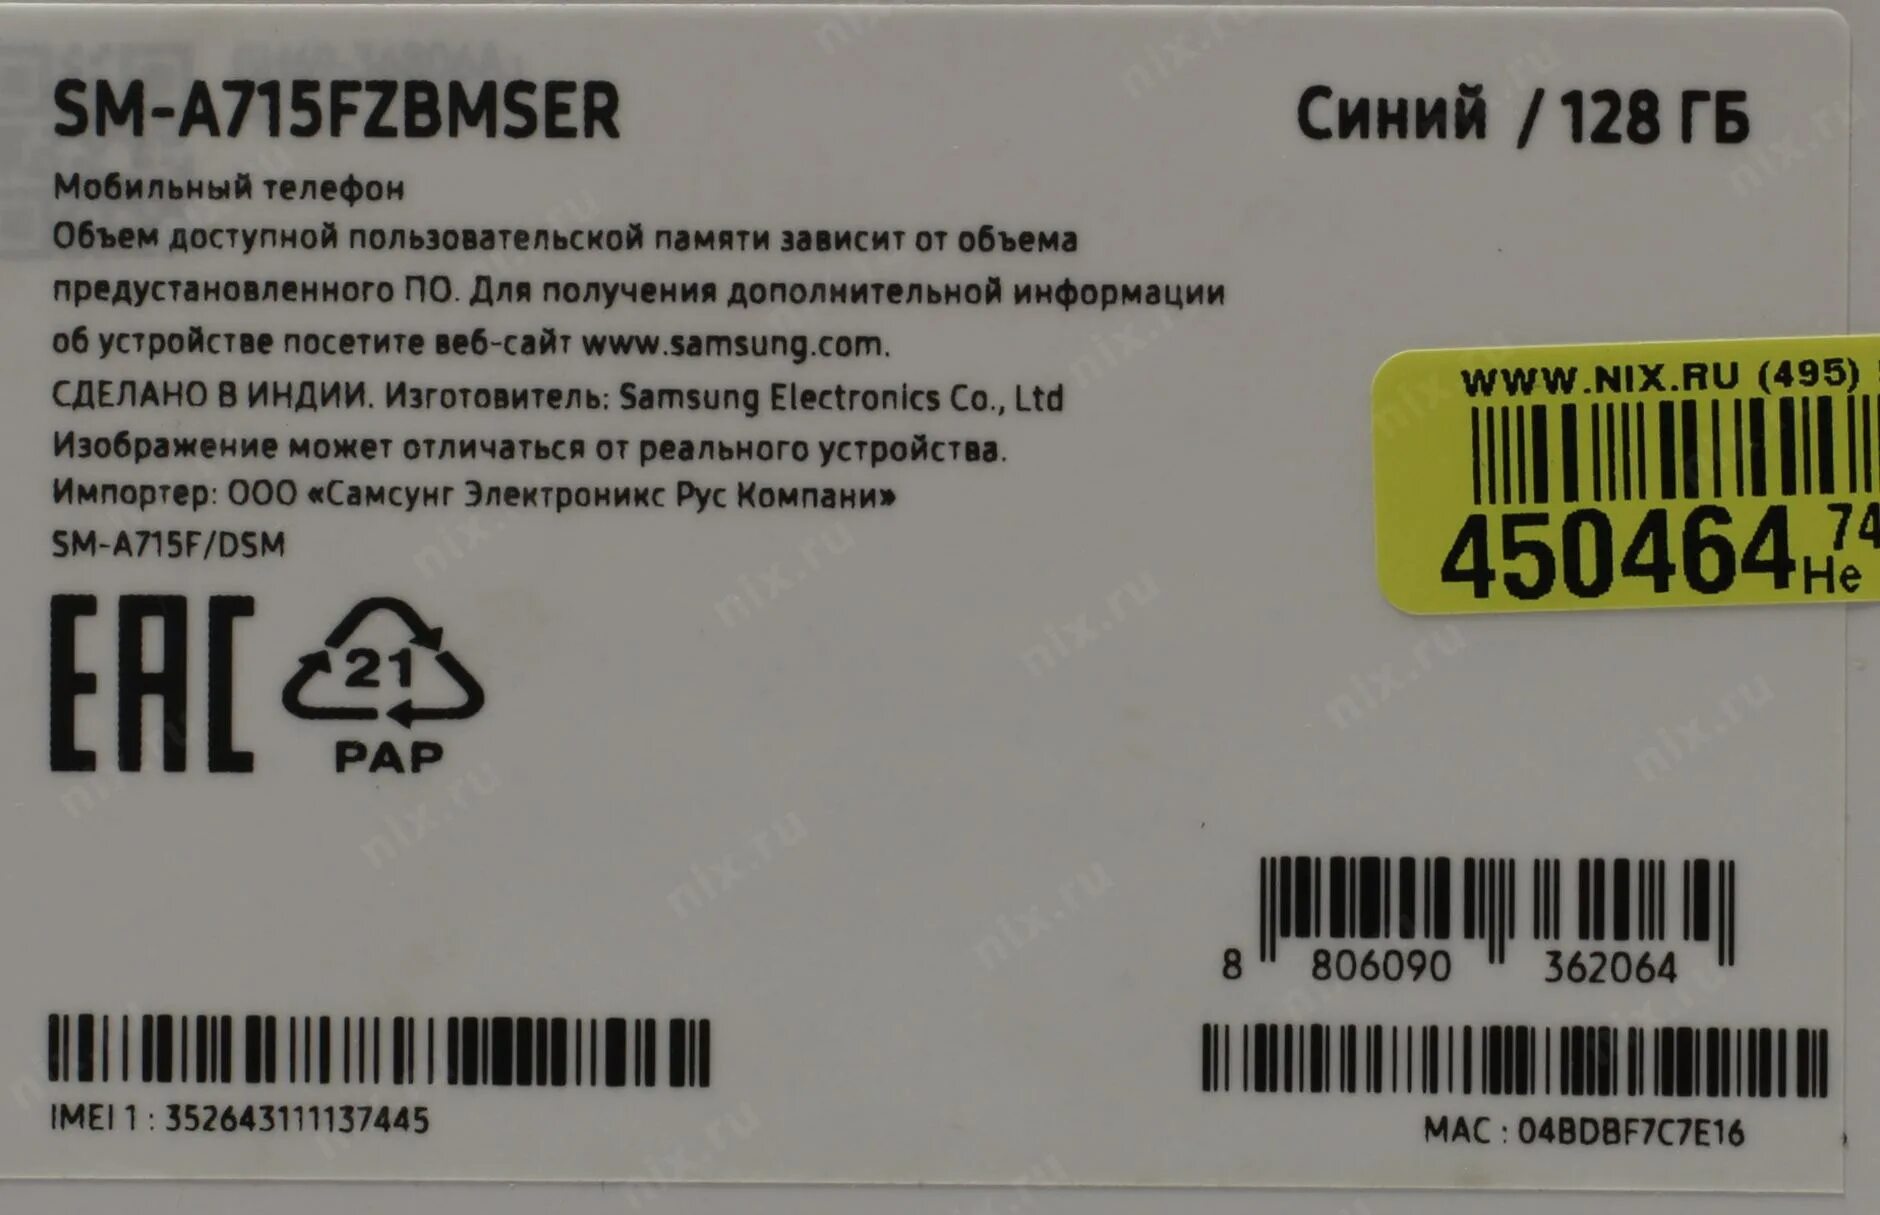 SM-A715FZBMSER
Синий / 128 ГБ
Мобильный телефон
Объем доступной пользовательской памяти зависит от объема
предустановленного ПО. Для получения дополнительной информации
об устройстве посетите веб-сайт www.samsung.com.
СДЕЛАНО В ИНДИИ. Изготовитель: Samsung Electronics Co., Ltd
Изображение может отличаться от реального устройства.
Импортер: ООО «Самсунг Электроникс Рус Компани»
SM-A715F/DSM
WWW.NIX.RU (495)
450464 74
Не
EAC
21
PAP
8 806090 362064
IMEI 1 : 352643111137445
MAC : 04BDBF7C7E16
nix.ru